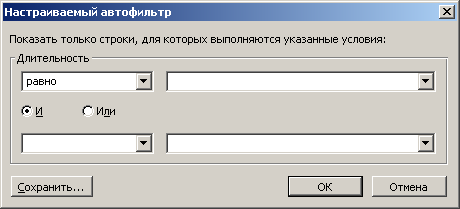 Настраиваемый автофильтр
Показать только строки, для которых выполняются указанные условия:
Длительность
равно
И Или
Сохранить... ОК Отмена